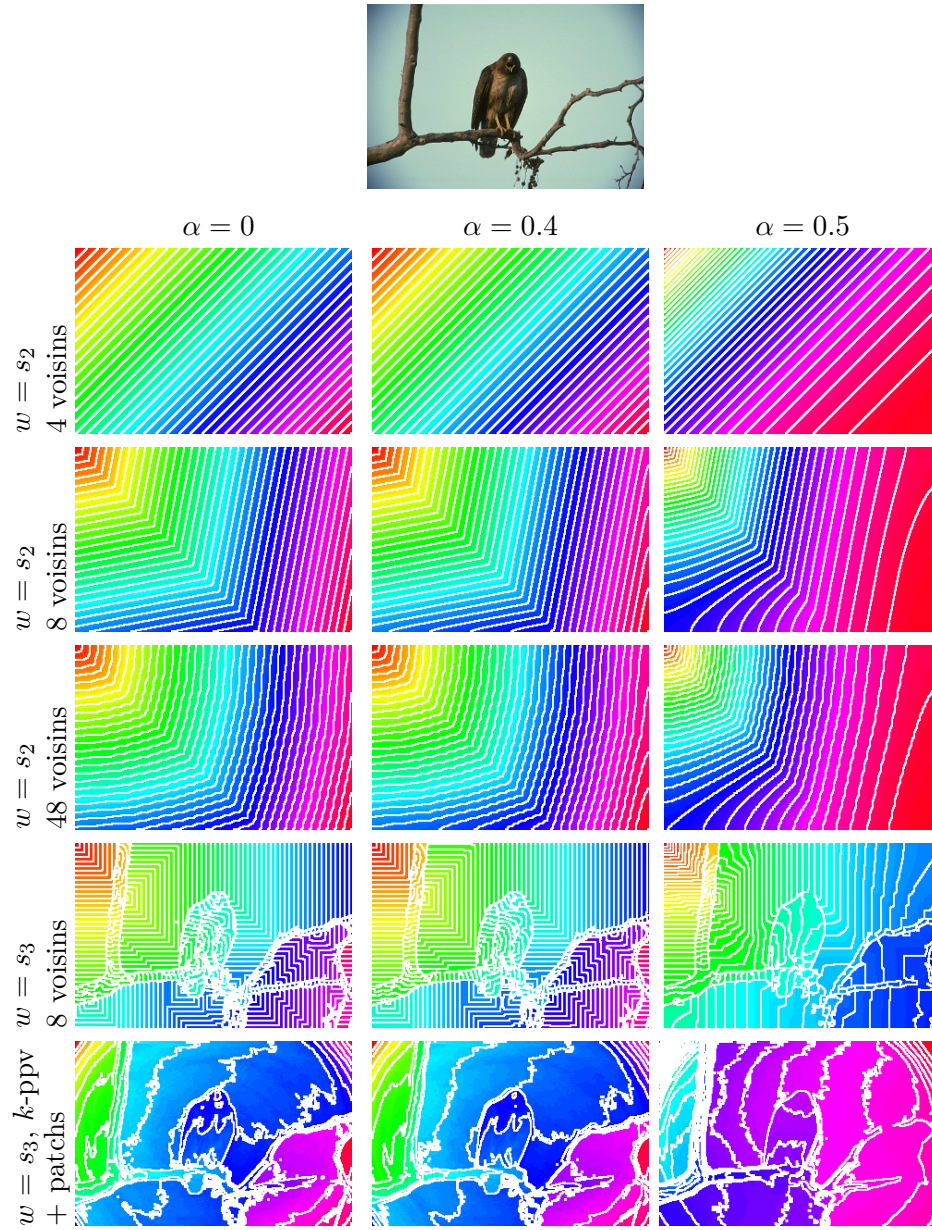 α = 0
α = 0.4
α = 0.5
w = s₂
4 voisins
w = s₂
8 voisins
w = s₂
48 voisins
w = s₃
8 voisins
w = s₃, k-ppv
+ patchs